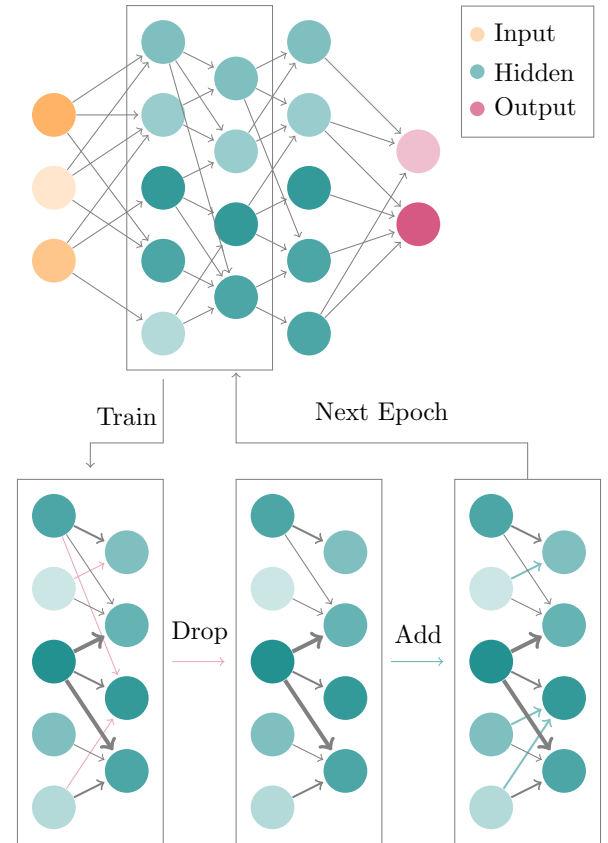 Input
Hidden
Output
Train
Next Epoch
Drop
Add